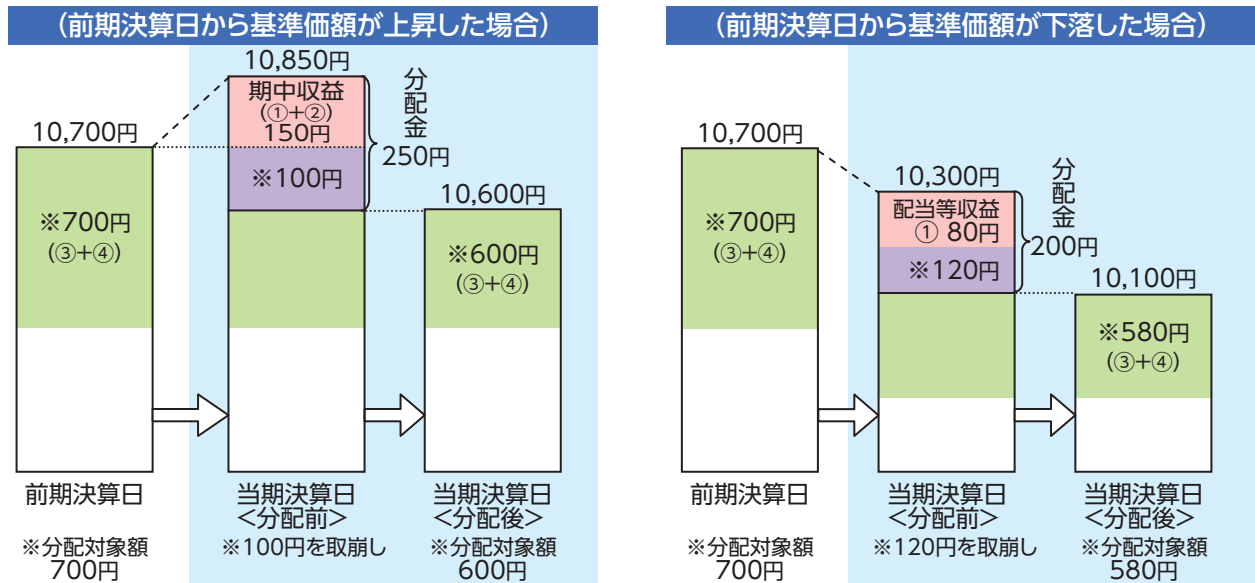 (前期決算日から基準価額が上昇した場合)
10,850円
期中収益
(①+②)
150円
分配金
250円
10,700円
※100円
10,600円
※700円
(③+④)
※600円
(③+④)
前期決算日
当期決算日
<分配前>
当期決算日
<分配後>
※分配対象額
700円
※100円を取崩し
※分配対象額
600円
(前期決算日から基準価額が下落した場合)
10,700円
10,300円
分配金
200円
※700円
(③+④)
配当等収益
① 80円
※120円
10,100円
※580円
(③+④)
前期決算日
当期決算日
<分配前>
当期決算日
<分配後>
※分配対象額
700円
※120円を取崩し
※分配対象額
580円